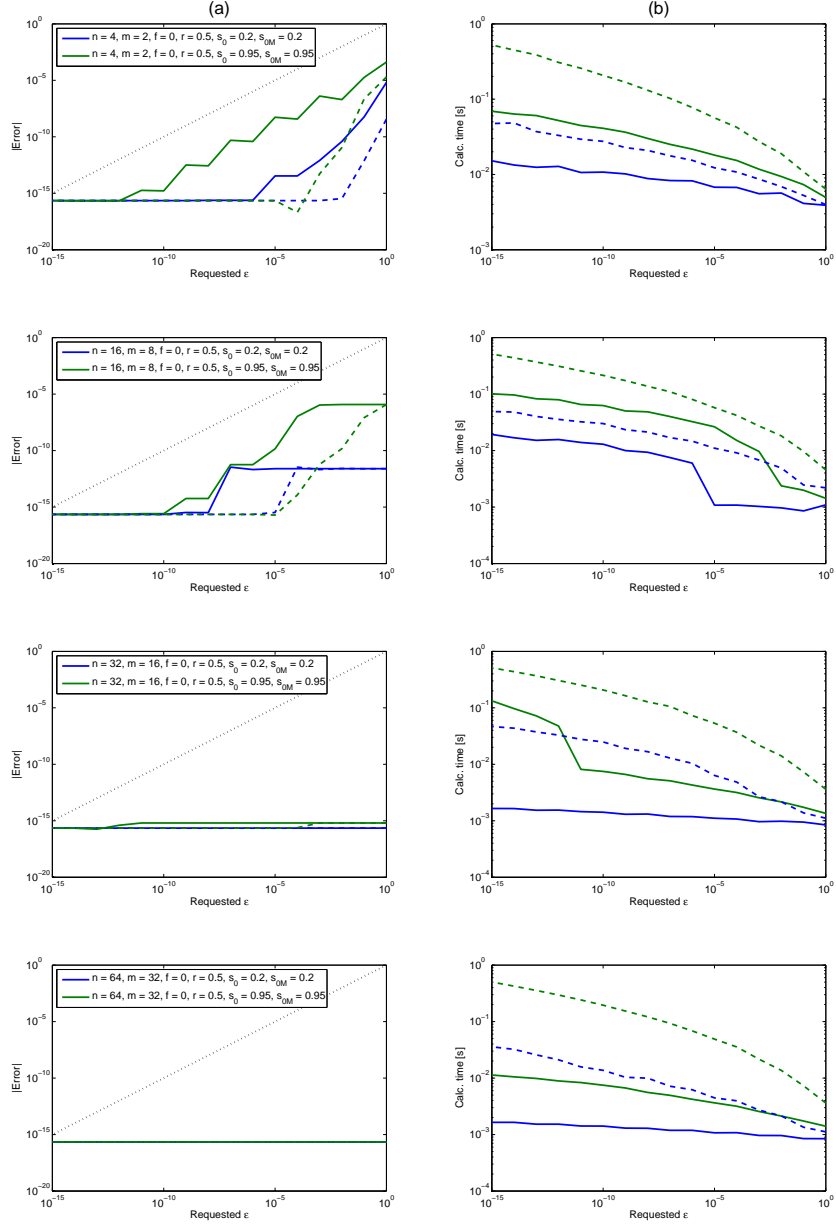 (a)
(b)
10^0
10^-5
10^-10
10^-15
10^-20
|Error|
n = 4, m = 2, f = 0, r = 0.5, s_0 = 0.2, s_0M = 0.2
n = 4, m = 2, f = 0, r = 0.5, s_0 = 0.95, s_0M = 0.95
10^-15
10^-10
10^-5
10^0
Requested ε
10^0
10^-1
10^-2
10^-3
Calc. time [s]
10^-15
10^-10
10^-5
10^0
Requested ε
10^0
10^-5
10^-10
10^-15
10^-20
|Error|
n = 16, m = 8, f = 0, r = 0.5, s_0 = 0.2, s_0M = 0.2
n = 16, m = 8, f = 0, r = 0.5, s_0 = 0.95, s_0M = 0.95
10^-15
10^-10
10^-5
10^0
Requested ε
10^0
10^-1
10^-2
10^-3
10^-4
Calc. time [s]
10^-15
10^-10
10^-5
10^0
Requested ε
10^0
10^-5
10^-10
10^-15
10^-20
|Error|
n = 32, m = 16, f = 0, r = 0.5, s_0 = 0.2, s_0M = 0.2
n = 32, m = 16, f = 0, r = 0.5, s_0 = 0.95, s_0M = 0.95
10^-15
10^-10
10^-5
10^0
Requested ε
10^0
10^-1
10^-2
10^-3
10^-4
Calc. time [s]
10^-15
10^-10
10^-5
10^0
Requested ε
10^0
10^-5
10^-10
10^-15
10^-20
|Error|
n = 64, m = 32, f = 0, r = 0.5, s_0 = 0.2, s_0M = 0.2
n = 64, m = 32, f = 0, r = 0.5, s_0 = 0.95, s_0M = 0.95
10^-15
10^-10
10^-5
10^0
Requested ε
10^0
10^-1
10^-2
10^-3
10^-4
Calc. time [s]
10^-15
10^-10
10^-5
10^0
Requested ε